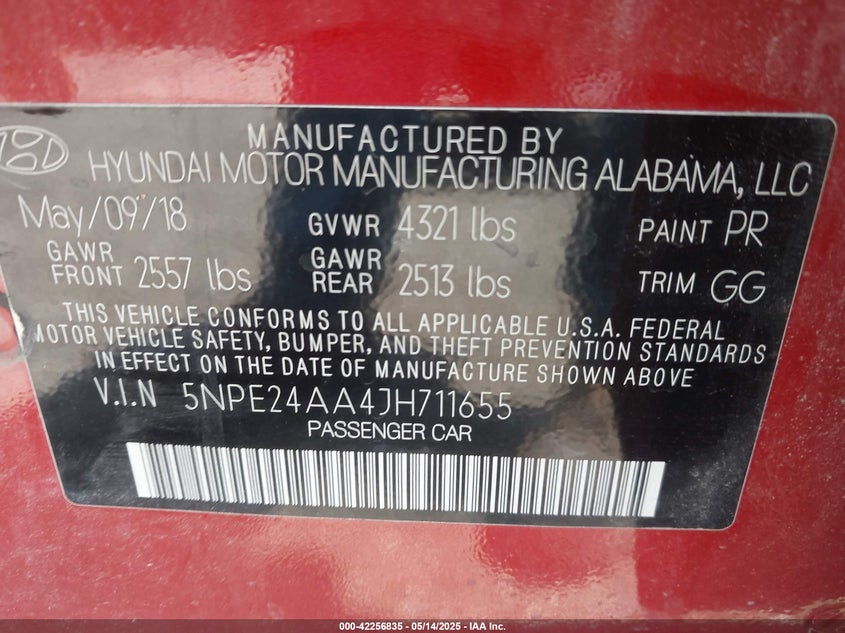 MANUFACTURED BY
HYUNDAI MOTOR MANUFACTURING ALABAMA, LLC
May/09/18 GVWR 4321 lbs PAINT PR
GAWR FRONT 2557 lbs GAWR REAR 2513 lbs TRIM GG
THIS VEHICLE CONFORMS TO ALL APPLICABLE U.S.A. FEDERAL
MOTOR VEHICLE SAFETY, BUMPER, AND THEFT PREVENTION STANDARDS
IN EFFECT ON THE DATE OF MANUFACTURE SHOWN ABOVE
V.I.N 5NPE24AA4JH711655
PASSENGER CAR
000-42256835 - 05/14/2025 - IAA Inc.